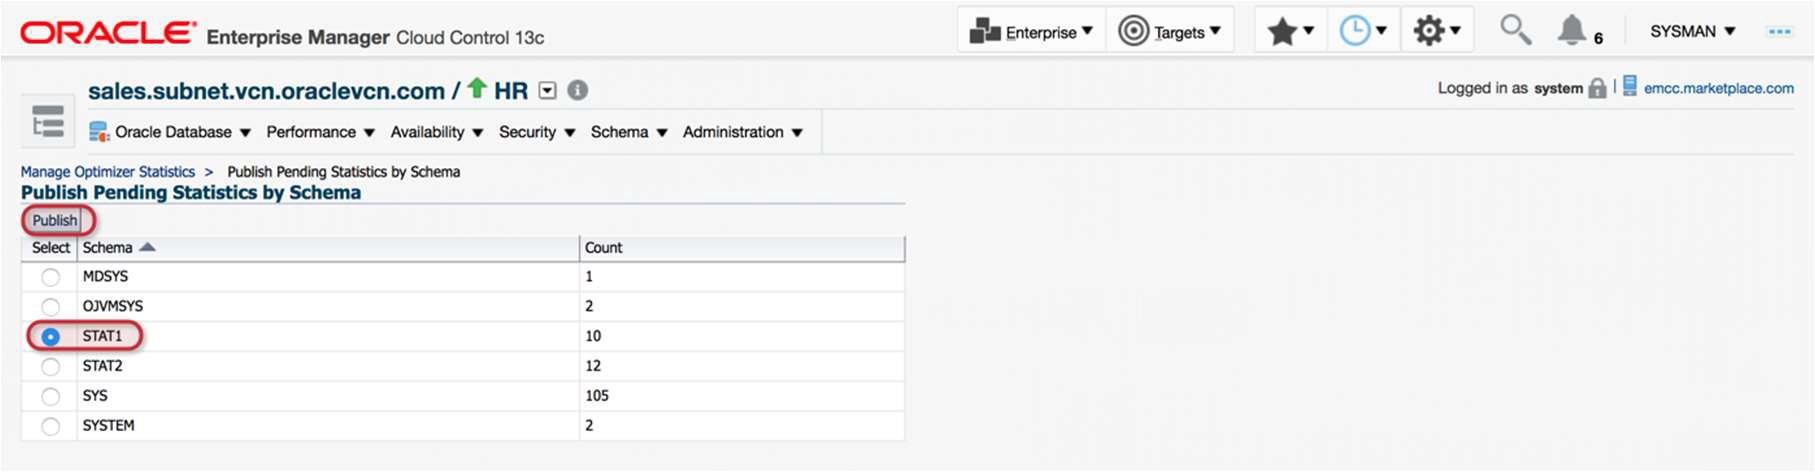 ORACLE Enterprise Manager Cloud Control 13c Enterprise Targets 6 SYSMAN
sales.subnet.vcn.oraclevcn.com / HR Logged in as system emcc.marketplace.com
Oracle Database Performance Availability Security Schema Administration
Manage Optimizer Statistics > Publish Pending Statistics by Schema
Publish Pending Statistics by Schema
Publish
Select Schema Count
MDSYS 1
OJVMSYS 2
STAT1 10
STAT2 12
SYS 105
SYSTEM 2